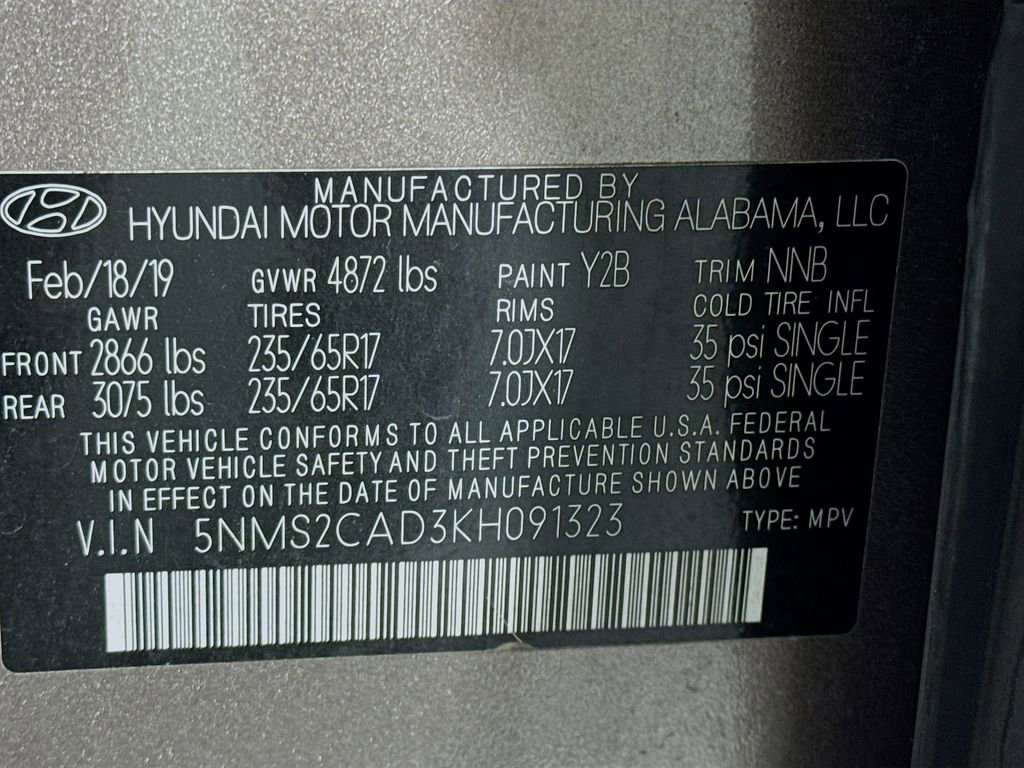 MANUFACTURED BY
HYUNDAI MOTOR MANUFACTURING ALABAMA, LLC
Feb/18/19 GVWR 4872 lbs PAINT Y2B TRIM NNB
GAWR TIRES RIMS COLD TIRE INFL
FRONT 2866 lbs 235/65R17 7.0JX17 35 psi SINGLE
REAR 3075 lbs 235/65R17 7.0JX17 35 psi SINGLE
THIS VEHICLE CONFORMS TO ALL APPLICABLE U.S.A. FEDERAL
MOTOR VEHICLE SAFETY AND THEFT PREVENTION STANDARDS
IN EFFECT ON THE DATE OF MANUFACTURE SHOWN ABOVE
V.I.N 5NMS2CAD3KH091323 TYPE: MPV